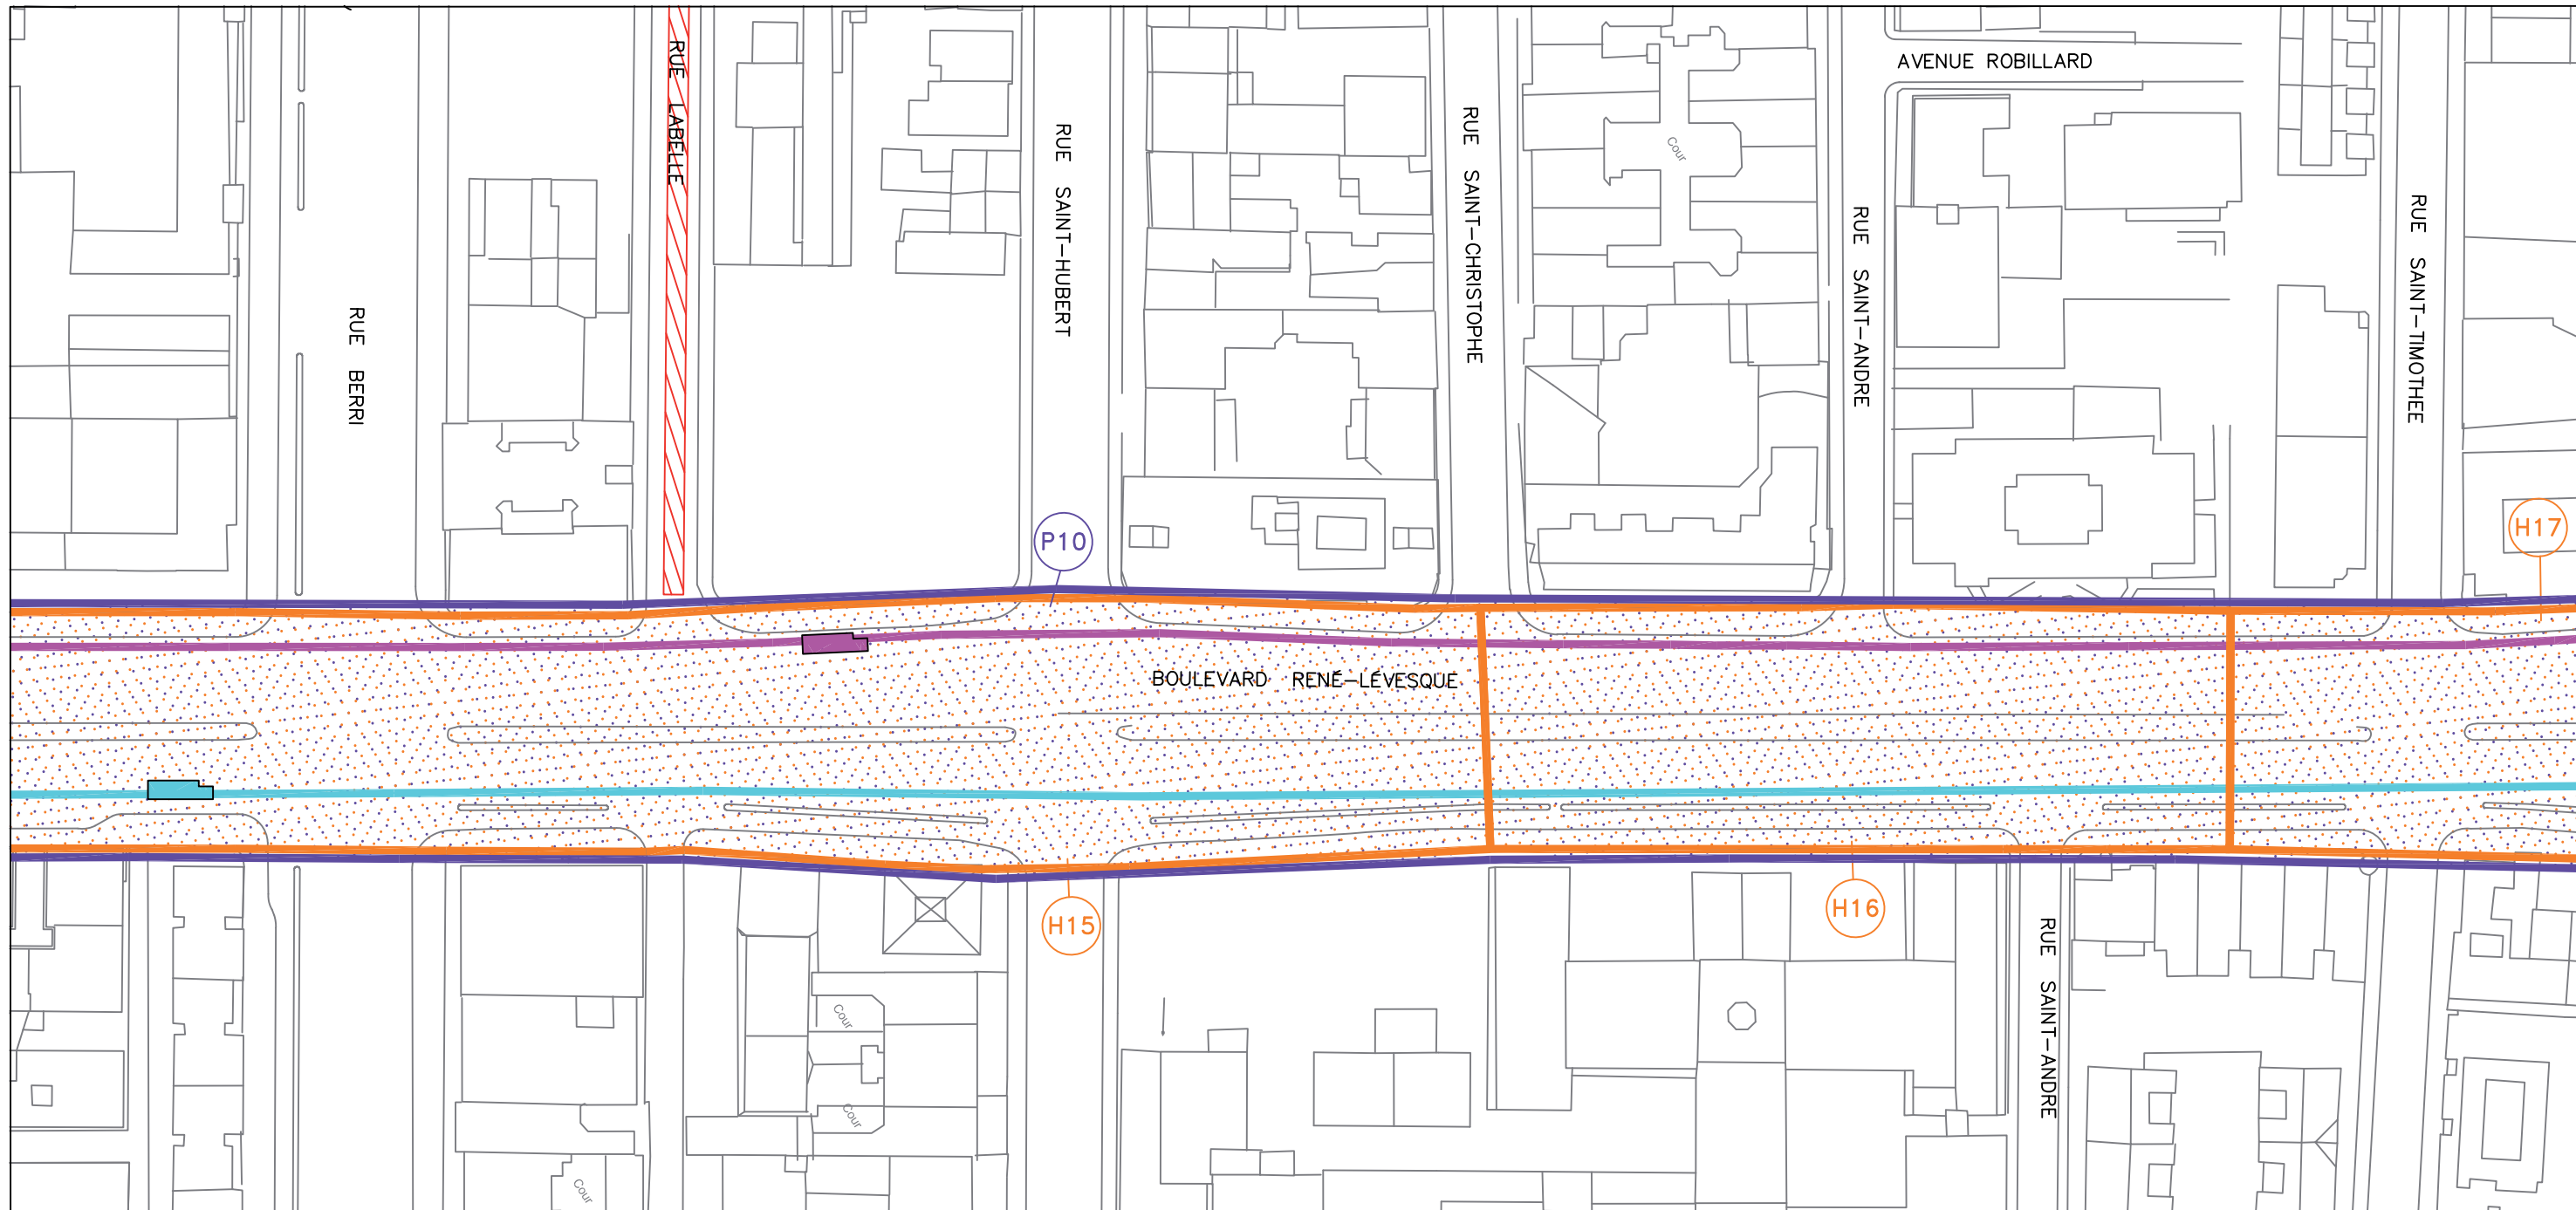 AVENUE ROBILLARD
RUE LABELLE
RUE SAINT-HUBERT
RUE SAINT-CHRISTOPHE
Cour
RUE SAINT-ANDRE
RUE SAINT-TIMOTHEE
RUE BERRI
P10
H17
BOULEVARD RENÉ-LÉVESQUE
H15
H16
RUE SAINT-ANDRE
Cour
Cour
Cour